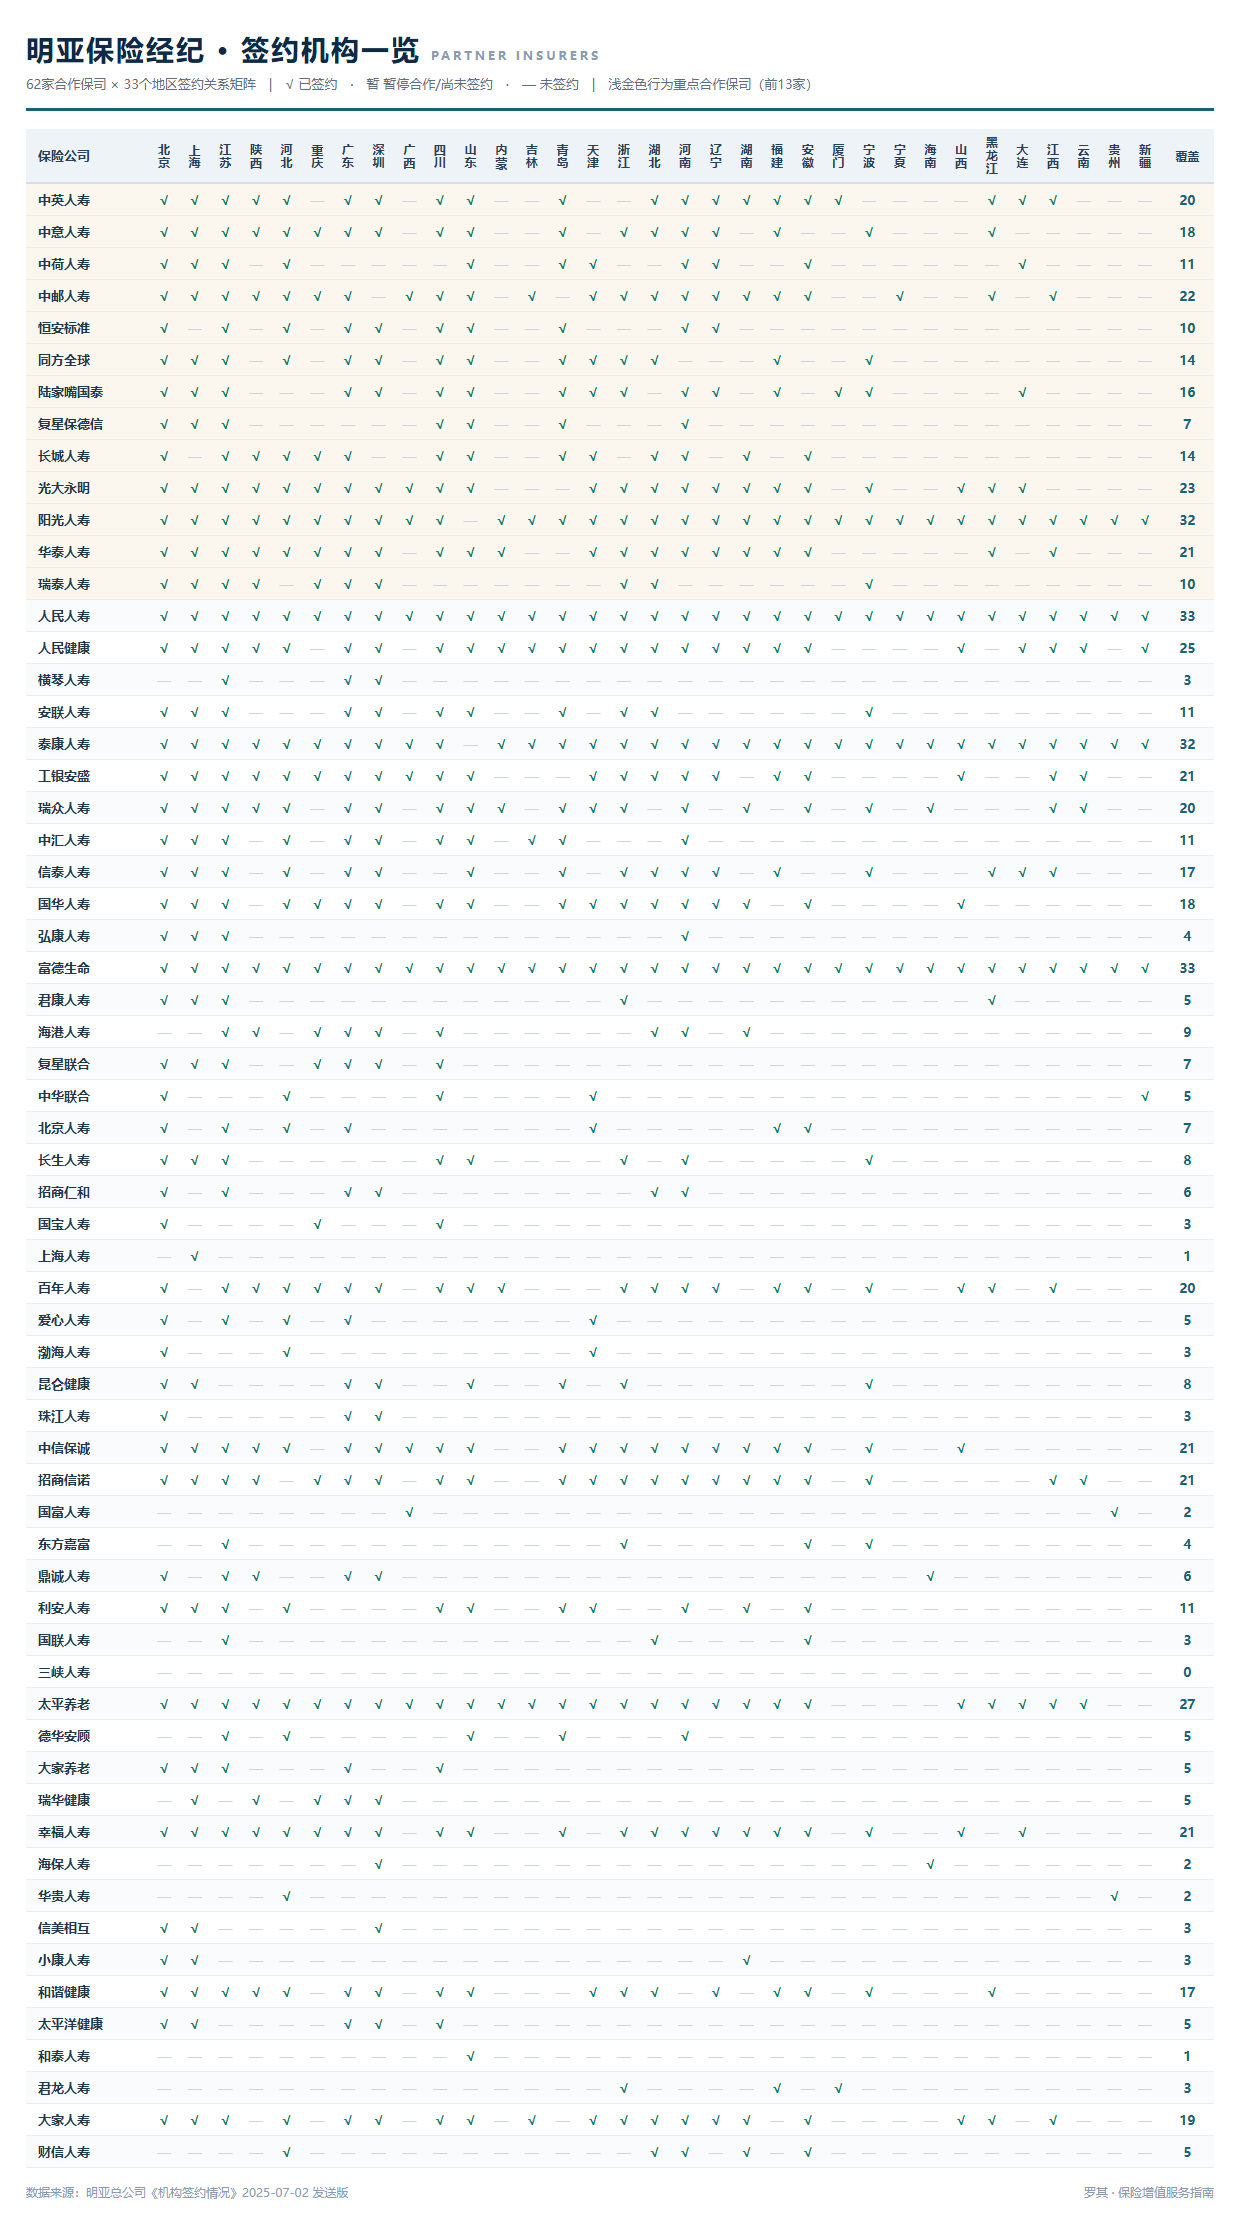 明亚保险经纪 · 签约机构一览 PARTNER INSURERS
62家合作保司 × 33个地区签约关系矩阵 | √ 已签约 · 暂 暂停合作/尚未签约 · — 未签约 | 浅金色行为重点合作保司（前13家）
保险公司 北京 上海 江苏 陕西 河北 重庆 广东 深圳 广西 四川 山东 内蒙 吉林 青岛 天津 浙江 湖北 河南 辽宁 湖南 福建 安徽 厦门 宁波 宁夏 海南 山西 黑龙江 大连 江西 云南 贵州 新疆 覆盖
中英人寿 √ √ √ √ √ — √ √ — √ √ — — √ — — √ √ √ √ √ √ √ — — — — √ √ √ — — — 20
中意人寿 √ √ √ √ √ √ √ √ — √ √ — — √ — √ √ √ √ — √ — — √ — — — √ — — — — — 18
中荷人寿 √ √ √ — √ — — — — — √ — — √ √ — — √ √ — — √ — — — — — — √ — — — — 11
中邮人寿 √ √ √ √ √ √ √ — √ √ √ — √ — √ √ √ √ √ √ √ √ — — √ — — √ — √ — — — 22
恒安标准 √ — √ — √ — √ √ — √ √ — — √ — — — √ √ — — — — — — — — — — — — — — 10
同方全球 √ √ √ — √ — √ √ — √ √ — — √ √ √ √ — — — √ — — √ — — — — — — — — — 14
陆家嘴国泰 √ √ √ — — — √ √ — √ √ — — √ √ √ — √ √ — √ — √ √ — — — — √ — — — — 16
复星保德信 √ √ √ — — — — — — √ √ — — √ — — — √ — — — — — — — — — — — — — — — 7
长城人寿 √ — √ √ √ √ √ — — √ √ — — √ √ — √ √ — √ — √ — — — — — — — — — — — 14
光大永明 √ √ √ √ √ √ √ √ √ √ √ — — — √ √ √ √ √ √ √ √ — √ — — √ √ √ — — — — 23
阳光人寿 √ √ √ √ √ √ √ √ √ √ — √ √ √ √ √ √ √ √ √ √ √ √ √ √ √ √ √ √ √ √ √ √ 32
华泰人寿 √ √ √ √ √ √ √ √ — √ √ √ — — √ √ √ √ √ √ √ √ — — — — — √ — √ — — — 21
瑞泰人寿 √ √ √ √ — √ √ √ — — — — — — — √ √ — — — — — — √ — — — — — — — — — 10
人民人寿 √ √ √ √ √ √ √ √ √ √ √ √ √ √ √ √ √ √ √ √ √ √ √ √ √ √ √ √ √ √ √ √ √ 33
人民健康 √ √ √ √ √ — √ √ — √ √ √ √ √ √ √ √ √ √ √ √ √ — — — — √ — √ √ √ — √ 25
横琴人寿 — — √ — — — √ √ — — — — — — — — — — — — — — — — — — — — — — — — — 3
安联人寿 √ √ √ — — — √ √ — √ √ — — √ — √ √ — — — — — — √ — — — — — — — — — 11
泰康人寿 √ √ √ √ √ √ √ √ √ √ — √ √ √ √ √ √ √ √ √ √ √ √ √ √ √ √ √ √ √ √ √ √ 32
工银安盛 √ √ √ √ √ √ √ √ √ √ √ — — — √ √ √ √ √ — √ √ — — — — √ — — √ √ — — 21
瑞众人寿 √ √ √ √ √ — √ √ — √ √ √ — √ √ √ — √ — √ — √ — √ — √ — — — √ √ — — 20
中汇人寿 √ √ √ — √ — √ √ — √ √ — √ √ — — — √ — — — — — — — — — — — — — — — 11
信泰人寿 √ √ √ — √ — √ √ — — √ — — √ — √ √ √ √ — √ — — √ — — — √ √ √ — — — 17
国华人寿 √ √ √ — √ √ √ √ — √ √ — — √ √ √ √ √ √ √ — √ — — — — √ — — — — — — 18
弘康人寿 √ √ √ — — — — — — — — — — — — — — √ — — — — — — — — — — — — — — — 4
富德生命 √ √ √ √ √ √ √ √ √ √ √ √ √ √ √ √ √ √ √ √ √ √ √ √ √ √ √ √ √ √ √ √ √ 33
君康人寿 √ √ √ — — — — — — — — — — — — √ — — — — — — — — — — — √ — — — — — 5
海港人寿 — — √ √ — √ √ √ — √ — — — — — — √ √ — √ — — — — — — — — — — — — — 9
复星联合 √ √ √ — — √ √ √ — √ — — — — — — — — — — — — — — — — — — — — — — — 7
中华联合 √ — — — √ — — — — √ — — — — √ — — — — — — — — — — — — — — — — — √ 5
北京人寿 √ — √ — √ — √ — — — — — — — √ — — — — — √ √ — — — — — — — — — — — 7
长生人寿 √ √ √ — — — — — — √ √ — — — — √ — √ — — — — — √ — — — — — — — — — 8
招商仁和 √ — √ — — — √ √ — — — — — — — — √ √ — — — — — — — — — — — — — — — 6
国宝人寿 √ — — — — √ — — — √ — — — — — — — — — — — — — — — — — — — — — — — 3
上海人寿 — √ — — — — — — — — — — — — — — — — — — — — — — — — — — — — — — — 1
百年人寿 √ — √ √ √ √ √ √ — √ √ √ — — — √ √ √ √ — √ √ — √ — — √ √ — √ — — — 20
爱心人寿 √ — √ — √ — √ — — — — — — — √ — — — — — — — — — — — — — — — — — — 5
渤海人寿 √ — — — √ — — — — — — — — — √ — — — — — — — — — — — — — — — — — — 3
昆仑健康 √ √ — — — — √ √ — — √ — — √ — √ — — — — — — — √ — — — — — — — — — 8
珠江人寿 √ — — — — — √ √ — — — — — — — — — — — — — — — — — — — — — — — — — 3
中信保诚 √ √ √ √ √ — √ √ √ √ √ — — √ √ √ √ √ √ √ √ √ — √ — — √ — — — — — — 21
招商信诺 √ √ √ √ — √ √ √ — √ √ — — √ √ √ √ √ √ √ √ √ — √ — — — — — √ √ — — 21
国富人寿 — — — — — — — — √ — — — — — — — — — — — — — — — — — — — — — — √ — 2
东方嘉富 — — √ — — — — — — — — — — — — √ — — — — — √ — √ — — — — — — — — — 4
鼎诚人寿 √ — √ √ — — √ √ — — — — — — — — — — — — — — — — — √ — — — — — — — 6
利安人寿 √ √ √ — √ — — — — √ √ — — √ √ — — √ — √ — √ — — — — — — — — — — — 11
国联人寿 — — √ — — — — — — — — — — — — — √ — — — — √ — — — — — — — — — — — 3
三峡人寿 — — — — — — — — — — — — — — — — — — — — — — — — — — — — — — — — — 0
太平养老 √ √ √ √ √ √ √ √ √ √ √ √ √ √ √ √ √ √ √ √ √ √ — — — — √ √ √ √ √ — — 27
德华安顾 — — √ — √ — — — — — √ — — √ — — — √ — — — — — — — — — — — — — — — 5
大家养老 √ √ √ — — — √ — — √ — — — — — — — — — — — — — — — — — — — — — — — 5
瑞华健康 — √ — √ — √ √ √ — — — — — — — — — — — — — — — — — — — — — — — — — 5
幸福人寿 √ √ √ √ √ √ √ √ — √ √ — — √ — √ √ √ √ √ √ √ — √ — — √ — √ — — — — 21
海保人寿 — — — — — — — √ — — — — — — — — — — — — — — — — — √ — — — — — — — 2
华贵人寿 — — — — √ — — — — — — — — — — — — — — — — — — — — — — — — — — √ — 2
信美相互 √ √ — — — — — √ — — — — — — — — — — — — — — — — — — — — — — — — — 3
小康人寿 √ √ — — — — — — — — — — — — — — — — — √ — — — — — — — — — — — — — 3
和谐健康 √ √ √ √ √ — √ √ — √ √ — — — √ √ √ — √ — √ √ — √ — — — √ — — — — — 17
太平洋健康 √ √ — — — — √ √ — √ — — — — — — — — — — — — — — — — — — — — — — — 5
和泰人寿 — — — — — — — — — — √ — — — — — — — — — — — — — — — — — — — — — — 1
君龙人寿 — — — — — — — — — — — — — — — √ — — — — √ — √ — — — — — — — — — — 3
大家人寿 √ √ √ — √ — √ √ — √ √ — √ — √ √ √ √ √ √ — √ — — — — √ √ — √ — — — 19
财信人寿 — — — — √ — — — — — — — — — — — √ √ — √ — √ — — — — — — — — — — — 5
数据来源：明亚总公司《机构签约情况》2025-07-02 发送版 罗其 · 保险增值服务指南